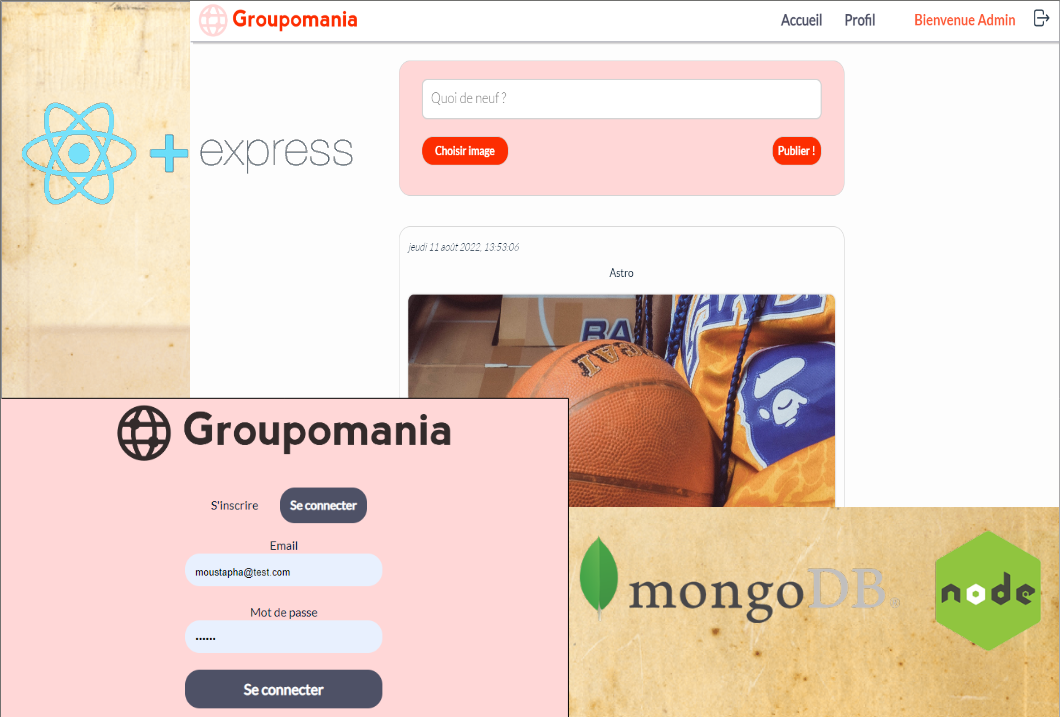 Groupomania
Accueil Profil Bienvenue Admin
Quoi de neuf ?
Choisir image Publier !
express
jeudi 11 août 2022, 13:53:06
Astro
BA
Groupomania
S'inscrire Se connecter
Email
moustapha@test.com
Mot de passe
••••••
Se connecter
mongoDB
node